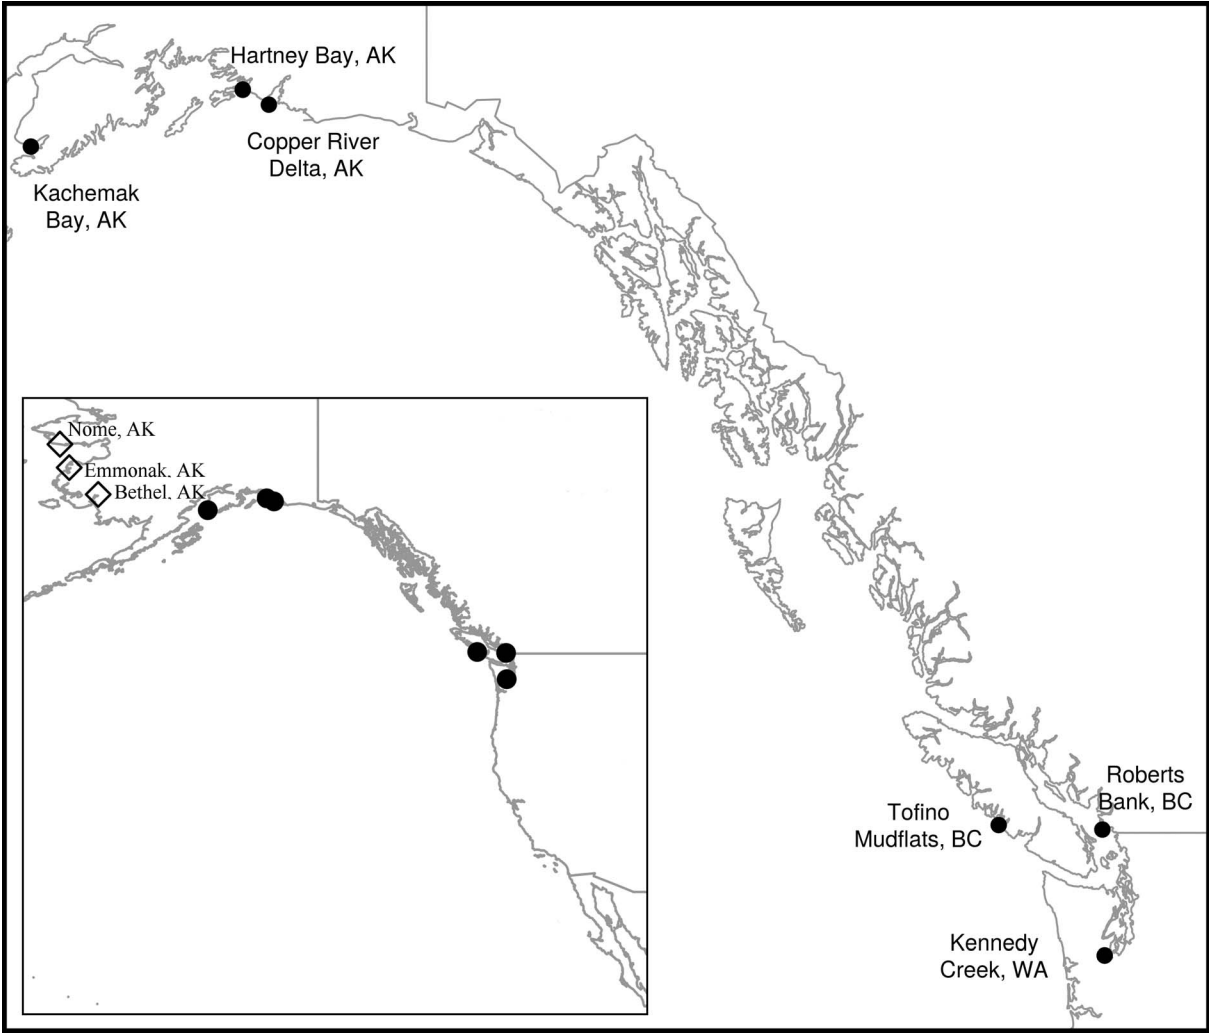 Hartney Bay, AK
Copper River
Delta, AK
Kachemak
Bay, AK
Nome, AK
Emmonak, AK
Bethel, AK
Roberts
Bank, BC
Tofino
Mudflats, BC
Kennedy
Creek, WA